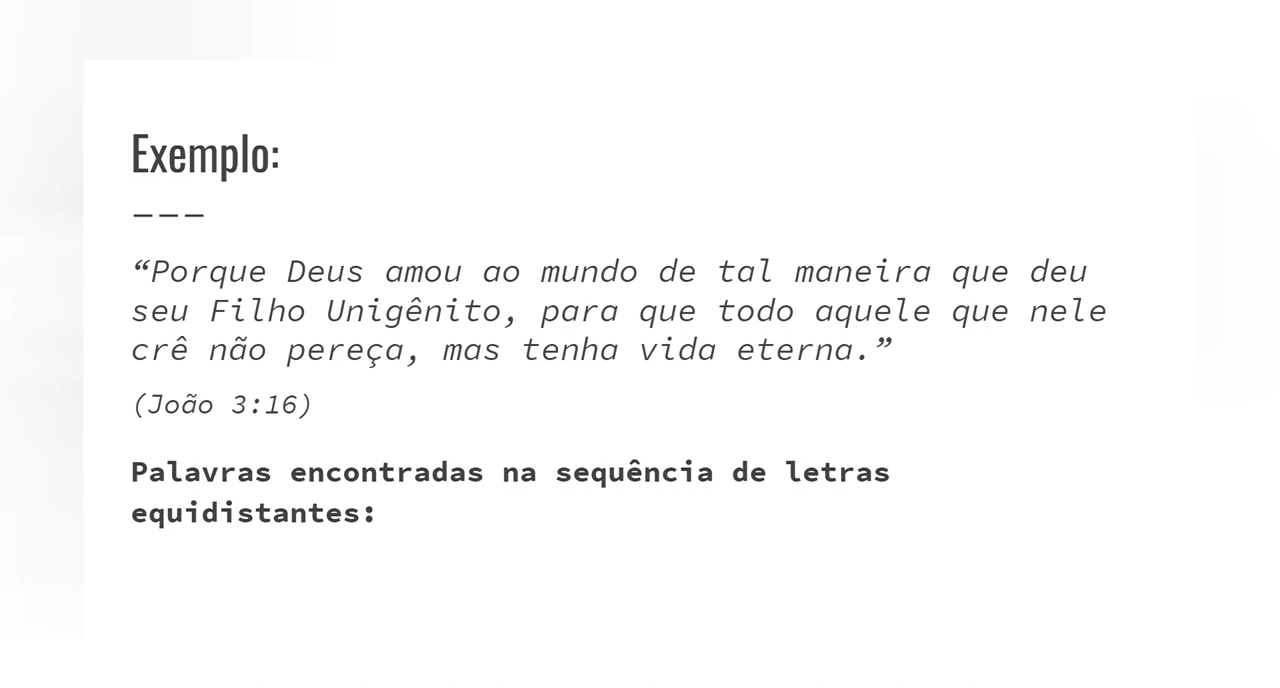 Exemplo:
———
“Porque Deus amou ao mundo de tal maneira que deu
seu Filho Unigênito, para que todo aquele que nele
crê não pereça, mas tenha vida eterna.”
(João 3:16)
Palavras encontradas na sequência de letras
equidistantes: